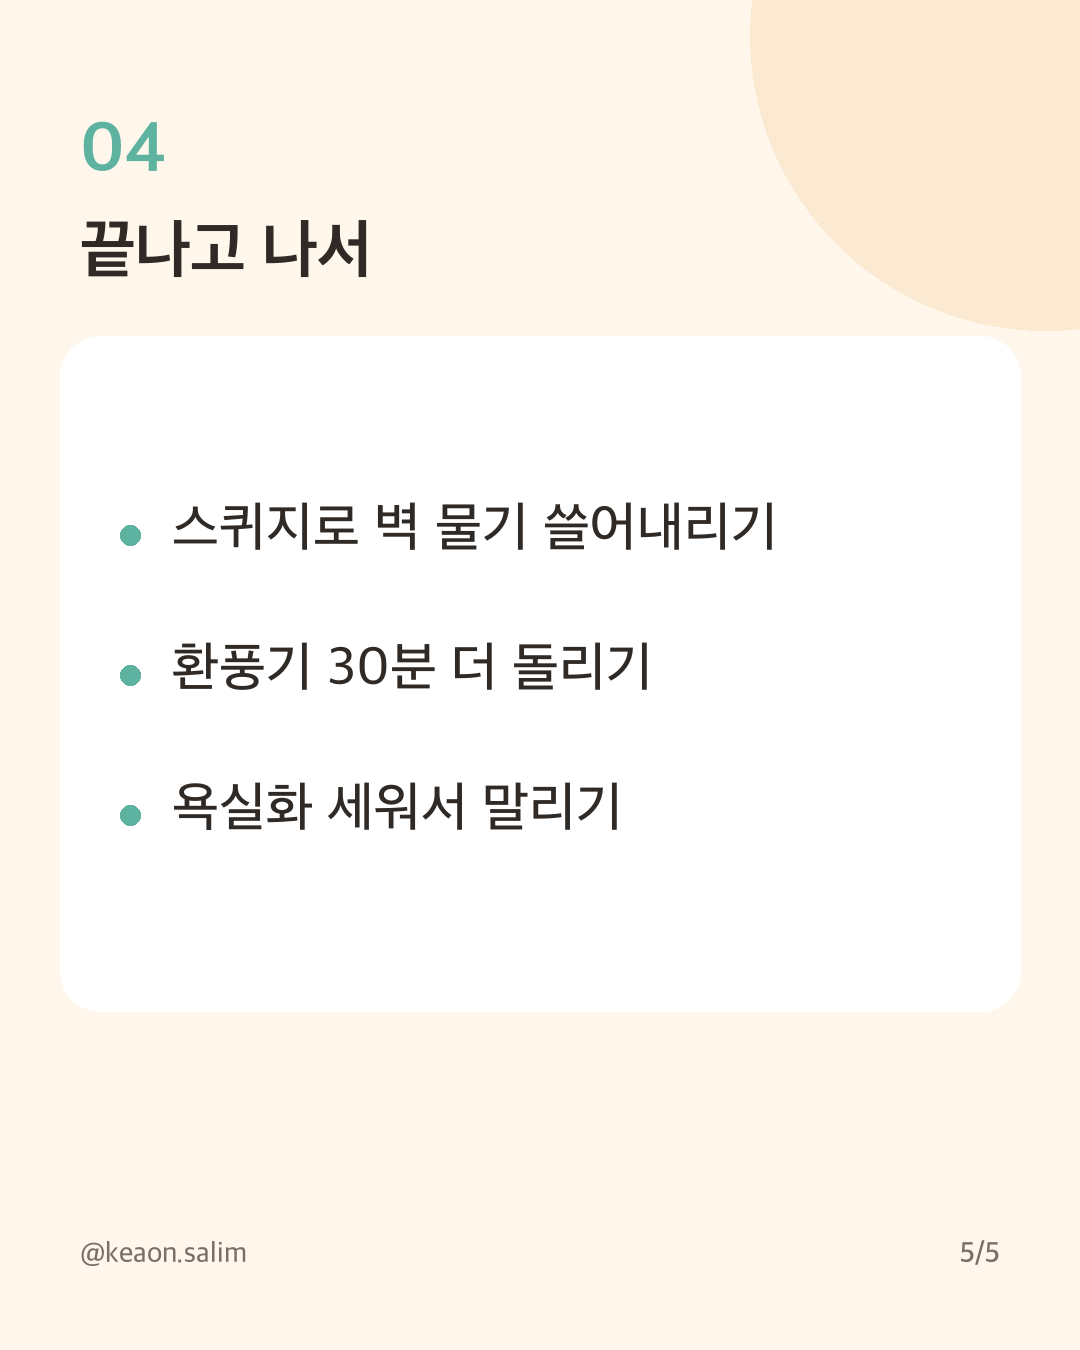 04
끝나고 나서
스퀴지로 벽 물기 쓸어내리기
환풍기 30분 더 돌리기
욕실화 세워서 말리기
@keaon.salim
5/5